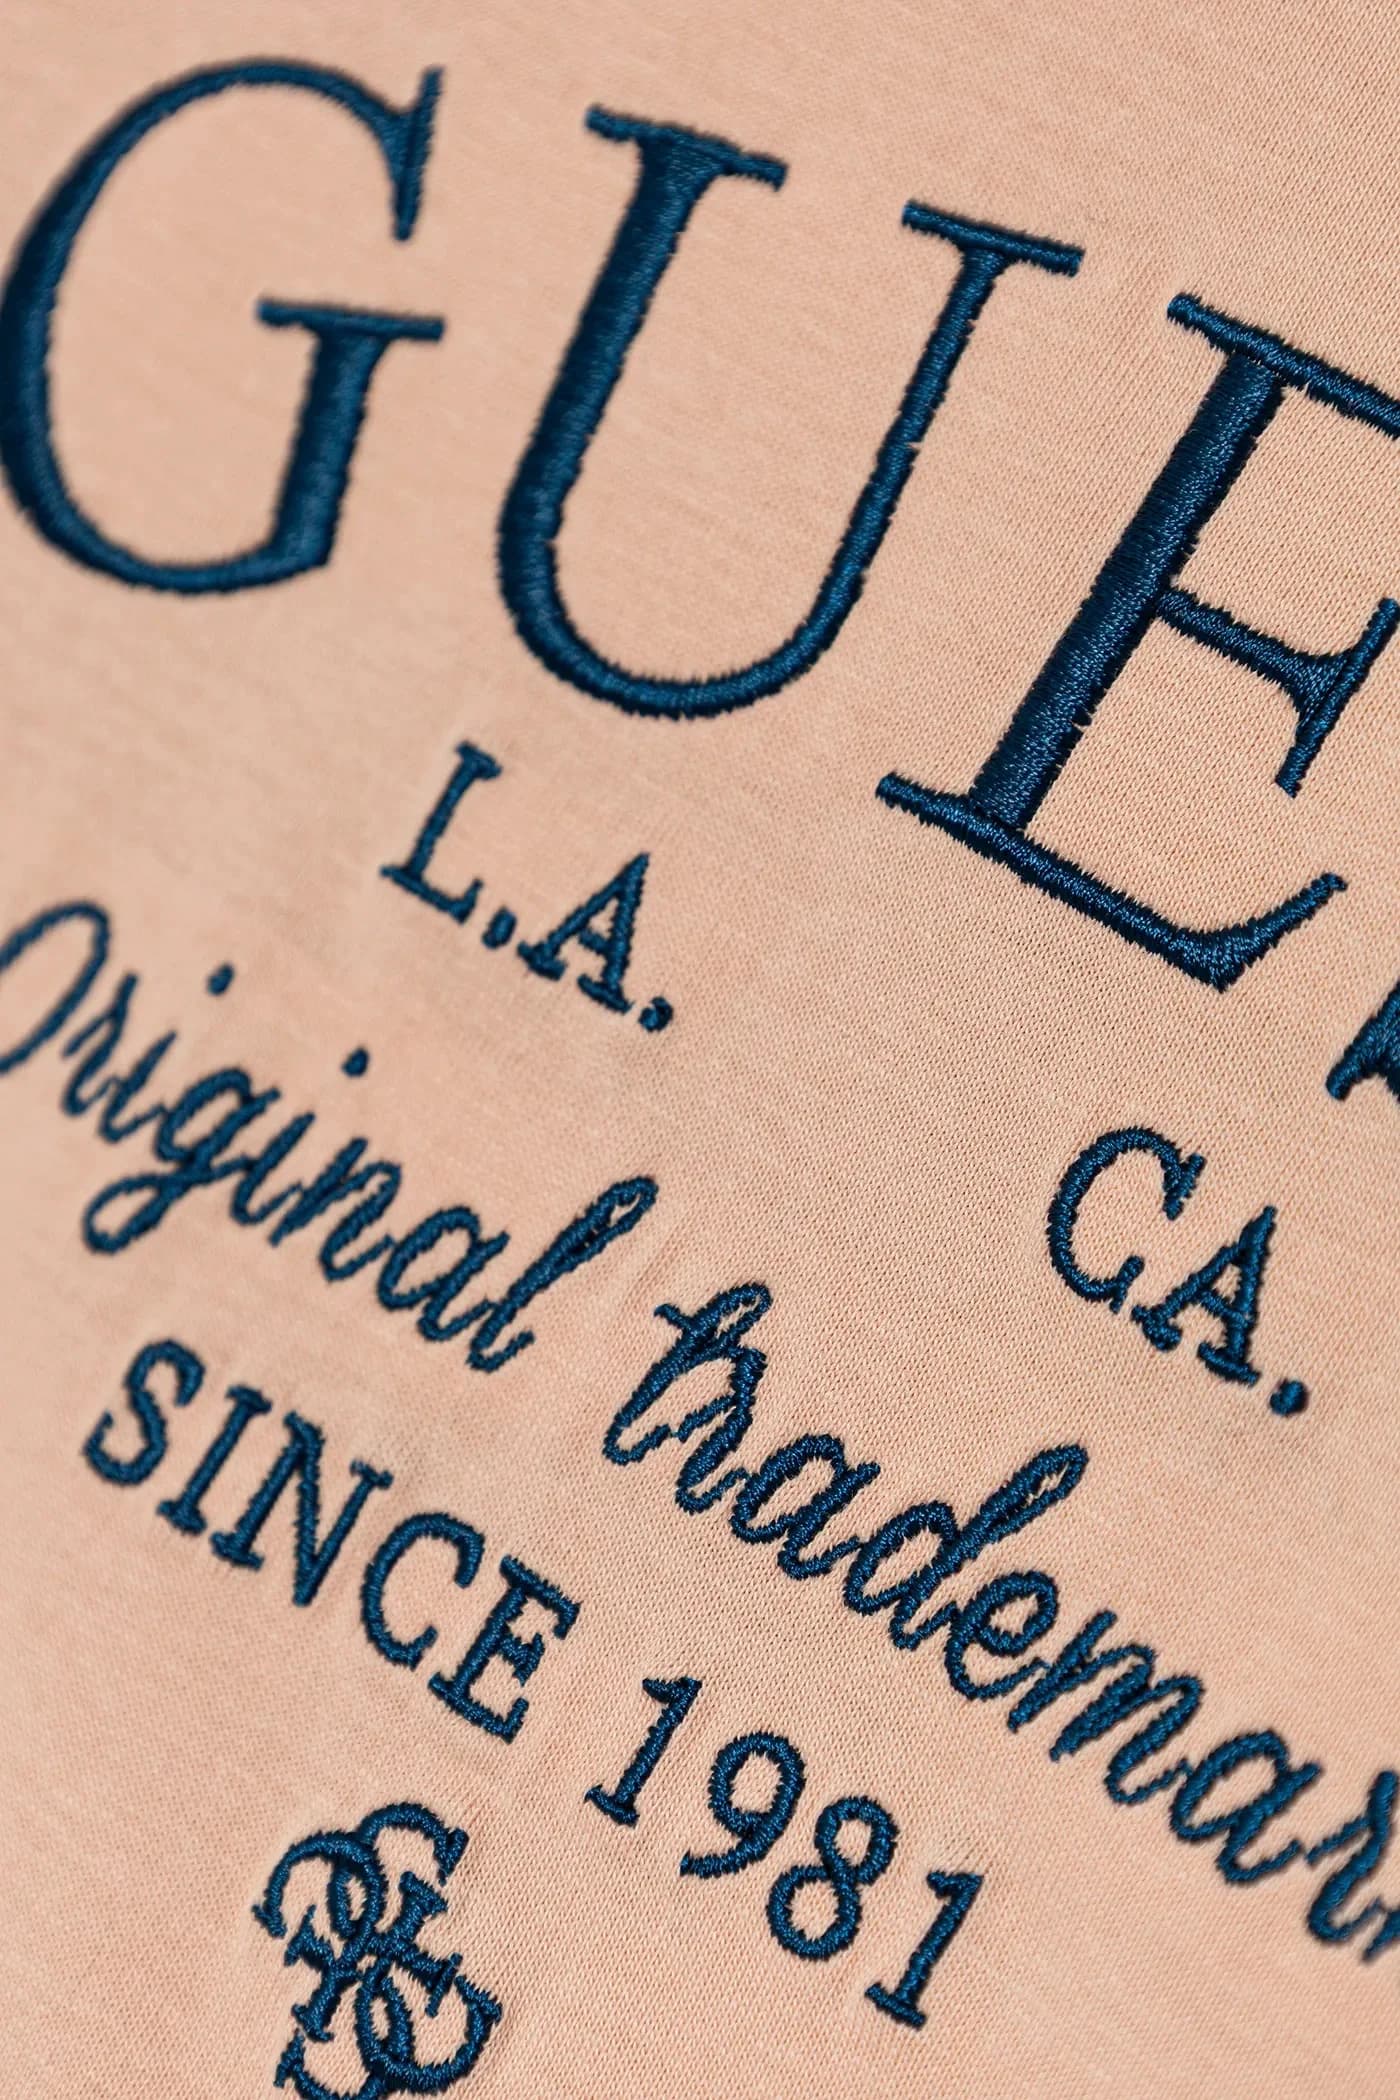 GUE
L.A. CA.
Original tradema
SINCE 1981